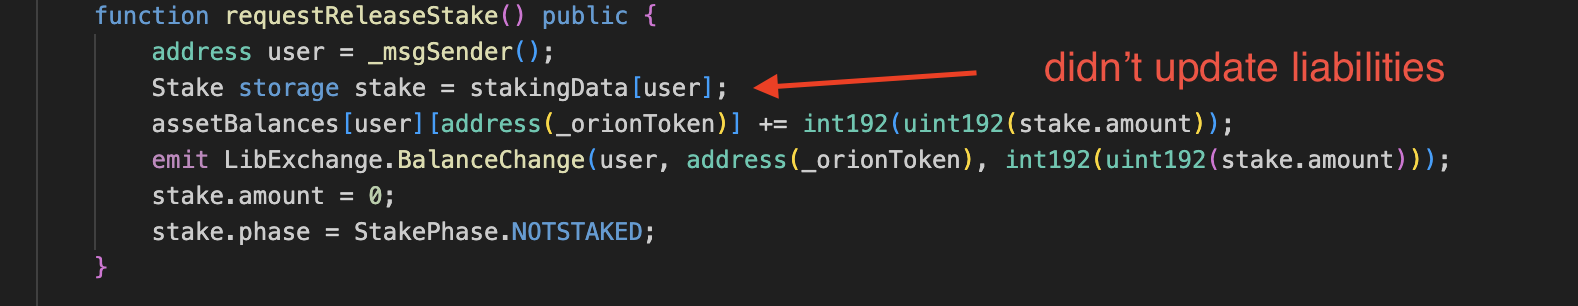 function requestReleaseStake() public {
address user = _msgSender();
didn’t update liabilities
Stake storage stake = stakingData[user];
assetBalances[user][address(_orionToken)] += int192(uint192(stake.amount));
emit LibExchange.BalanceChange(user, address(_orionToken), int192(uint192(stake.amount)));
stake.amount = 0;
stake.phase = StakePhase.NOTSTAKED;
}